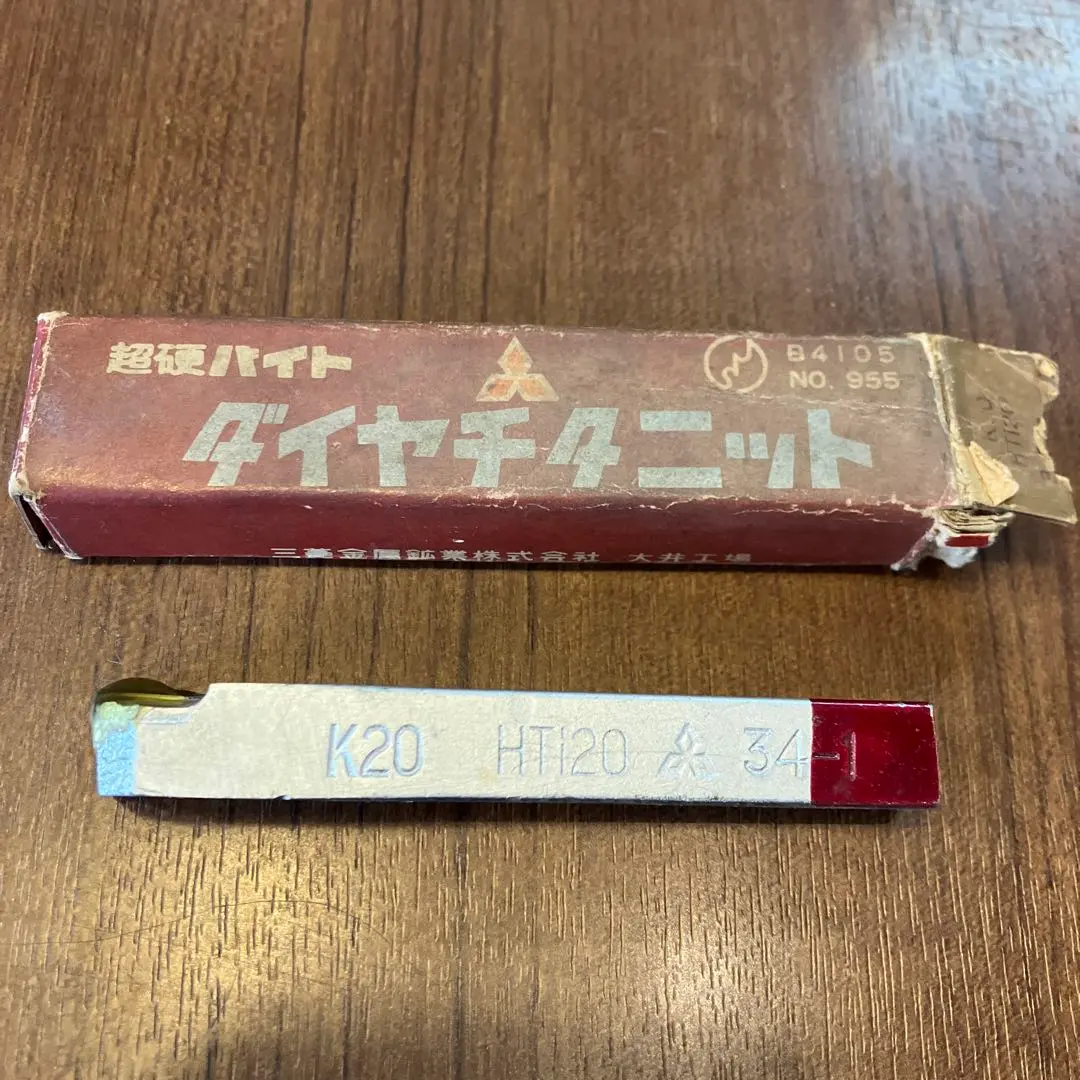 超硬バイト
B4105
NO. 955
ダイヤチタニット
三菱金属鉱業株式会社 大井工場
HTi20
K20 HTi20 34-1